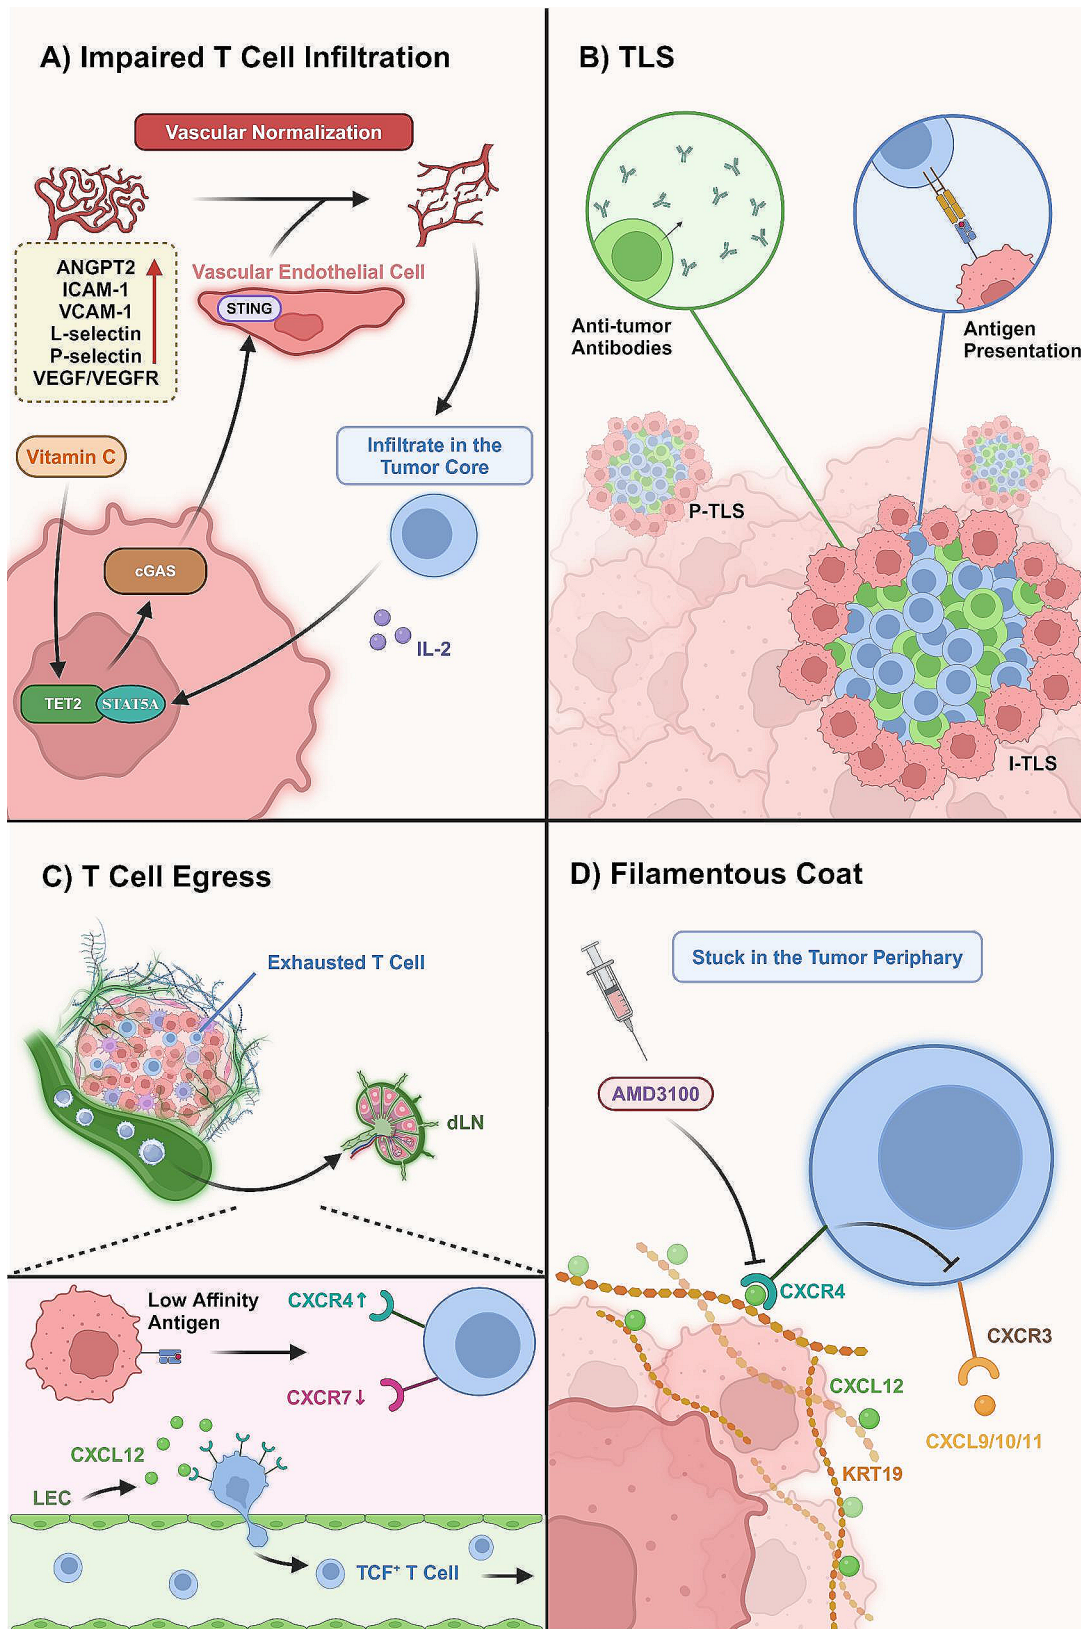 A) Impaired T Cell Infiltration
Vascular Normalization
ANGPT2
ICAM-1
VCAM-1
L-selectin
P-selectin
VEGF/VEGFR
Vascular Endothelial Cell
STING
Vitamin C
Infiltrate in the
Tumor Core
cGAS
IL-2
TET2
STAT5A
B) TLS
Anti-tumor
Antibodies
Antigen
Presentation
P-TLS
I-TLS
C) T Cell Egress
Exhausted T Cell
dLN
Low Affinity
Antigen
CXCR4↑
CXCR7↓
CXCL12
LEC
TCF⁺ T Cell
D) Filamentous Coat
Stuck in the Tumor Periphary
AMD3100
CXCR4
CXCR3
CXCL12
CXCL9/10/11
KRT19